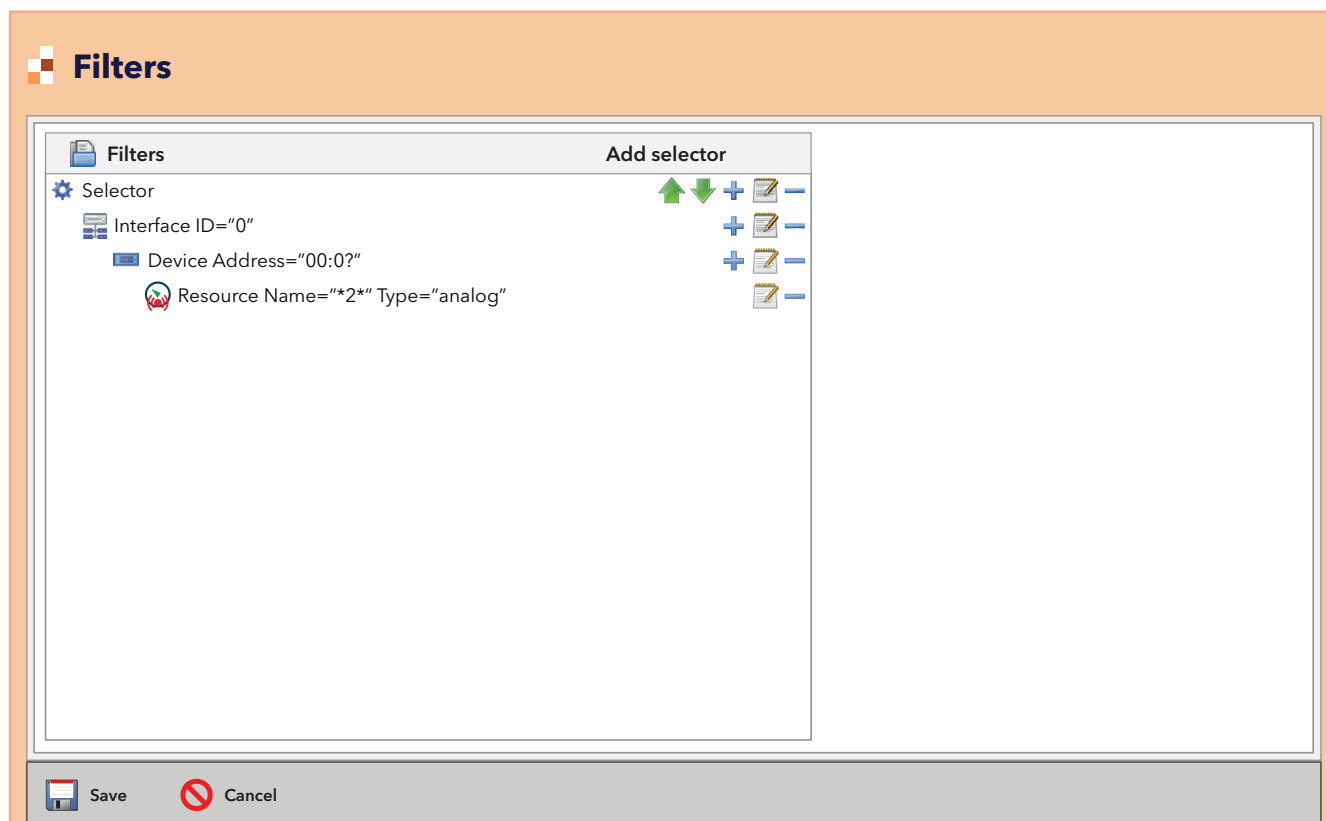 Filters
Filters Add selector
Selector
Interface ID="0"
Device Address="00:0?"
Resource Name="*2*" Type="analog"
Save Cancel